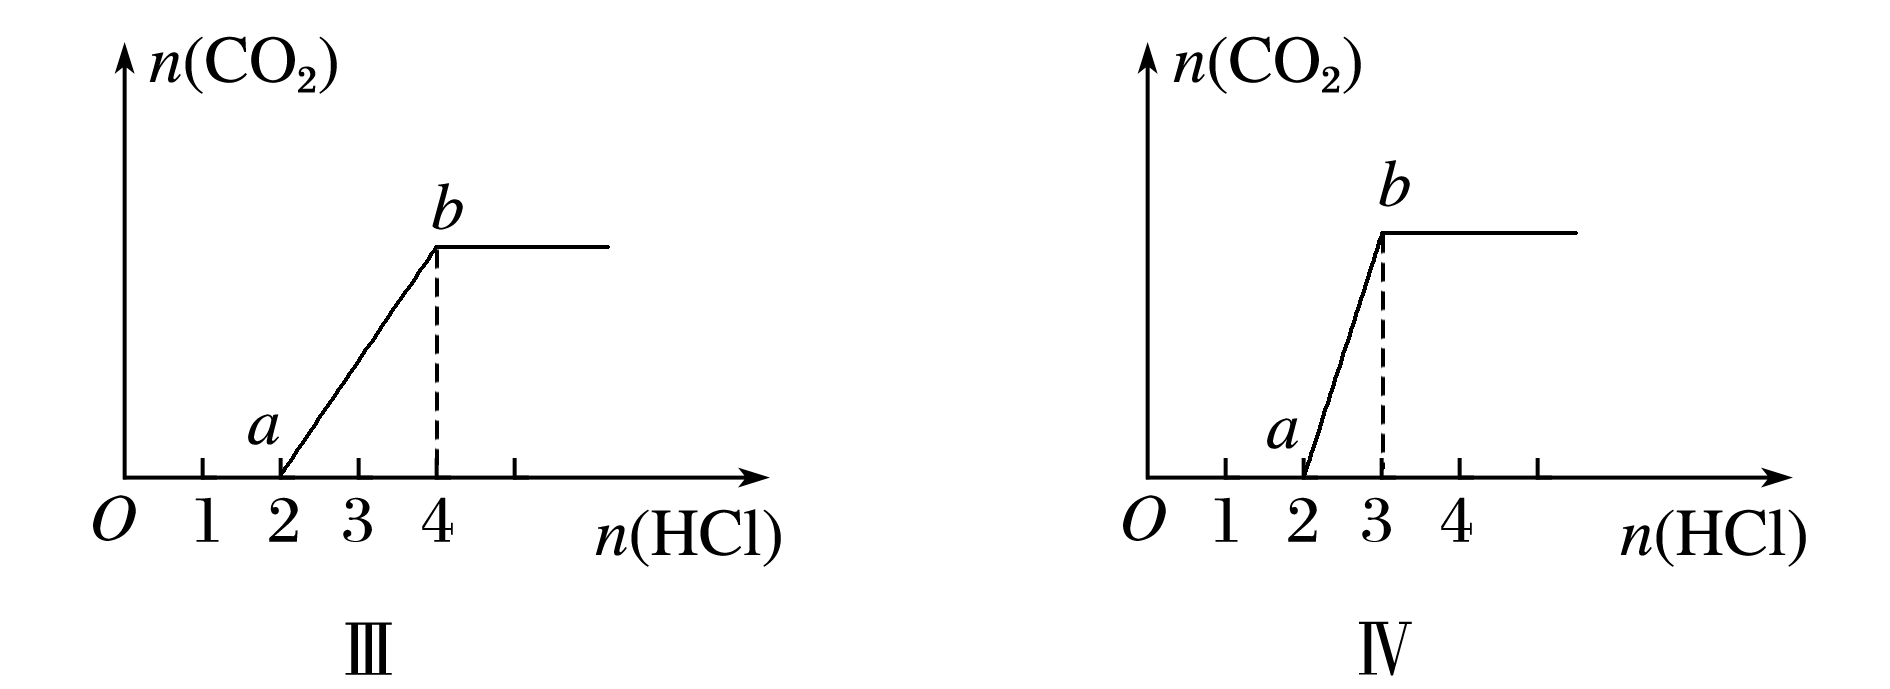 n(CO₂)
b
a
O 1 2 3 4
n(HCl)
Ⅲ
n(CO₂)
b
a
O 1 2 3 4
n(HCl)
Ⅳ